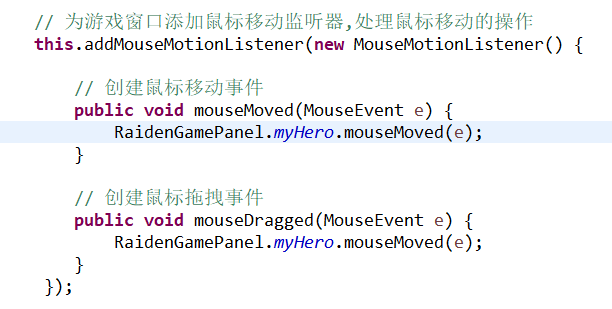 // 为游戏窗口添加鼠标移动监听器,处理鼠标移动的操作
this.addMouseMotionListener(new MouseMotionListener() {
// 创建鼠标移动事件
public void mouseMoved(MouseEvent e) {
RaidenGamePanel.myHero.mouseMoved(e);
}
// 创建鼠标拖拽事件
public void mouseDragged(MouseEvent e) {
RaidenGamePanel.myHero.mouseMoved(e);
}
});